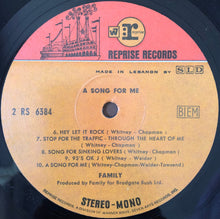 W7 r:
REPRISE RECORDS
MADE IN LEBANON BY SLD
A SONG FOR ME
2 RS 6384
BIEM
6. HEY LET IT ROCK ( Whitney - Chapman )
7. STOP FOR THE TRAFFIC - THROUGH THE HEART OF ME
( Whitney - Chapman )
8. SONG FOR SINKING LOVERS ( Whitney - Chapman )
9. 93'S OK J ( Whitney - Weider )
10. A SONG FOR ME ( Whitney-Chapman-Weider-Townsend )
FAMILY
Produced by Family for Bradgate Bush Ltd.
STEREO-MONO